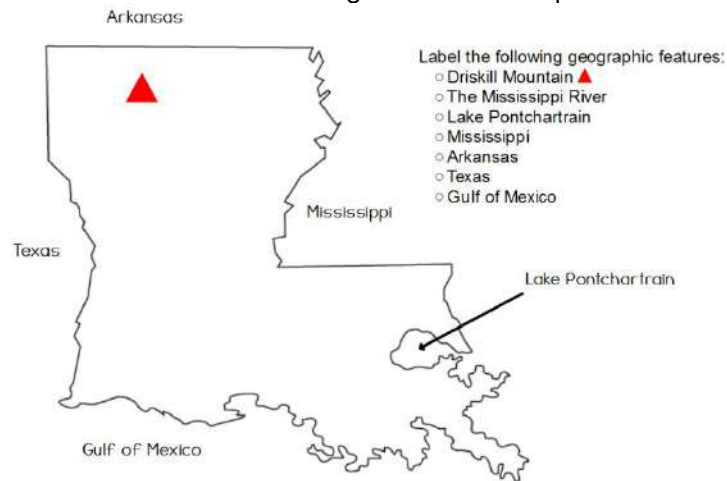 Arkansas
Label the following geographic features:
○ Driskill Mountain
○ The Mississippi River
○ Lake Pontchartrain
○ Mississippi
○ Arkansas
○ Texas
○ Gulf of Mexico
Mississippi
Texas
Lake Pontchartrain
Gulf of Mexico